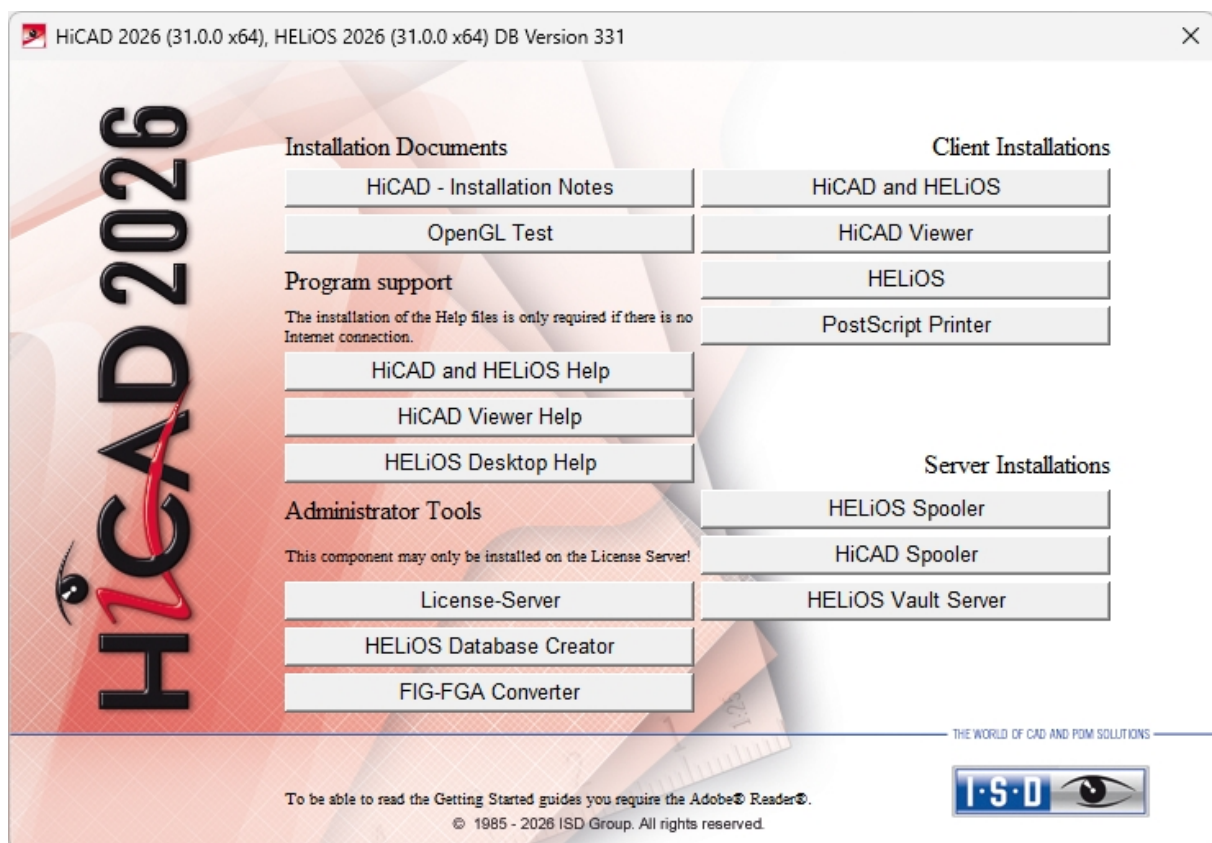 HiCAD 2026 (31.0.0 x64), HELiOS 2026 (31.0.0 x64) DB Version 331
HiCAD 2026
Installation Documents
HiCAD - Installation Notes
OpenGL Test
Program support
The installation of the Help files is only required if there is no
Internet connection.
HiCAD and HELiOS Help
HiCAD Viewer Help
HELiOS Desktop Help
Administrator Tools
This component may only be installed on the License Server!
License-Server
HELiOS Database Creator
FIG-FGA Converter
Client Installations
HiCAD and HELiOS
HiCAD Viewer
HELiOS
PostScript Printer
Server Installations
HELiOS Spooler
HiCAD Spooler
HELiOS Vault Server
THE WORLD OF CAD AND PDM SOLUTIONS
I·S·D
To be able to read the Getting Started guides you require the Adobe® Reader®.
© 1985 - 2026 ISD Group. All rights reserved.